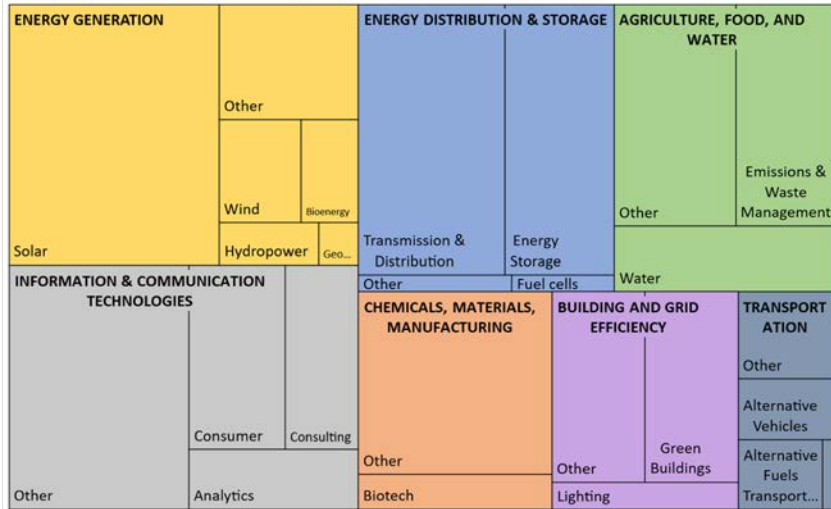 ENERGY GENERATION
Other
Wind
Bioenergy
Solar
Hydropower
Geo...
ENERGY DISTRIBUTION & STORAGE
Transmission &
Distribution
Energy
Storage
Other
Fuel cells
AGRICULTURE, FOOD, AND
WATER
Other
Emissions &
Waste
Management
Water
INFORMATION & COMMUNICATION
TECHNOLOGIES
Other
Consumer
Consulting
Analytics
CHEMICALS, MATERIALS,
MANUFACTURING
Other
Biotech
BUILDING AND GRID
EFFICIENCY
Other
Green
Buildings
Lighting
TRANSPORT
ATION
Other
Alternative
Vehicles
Alternative
Fuels
Transport...